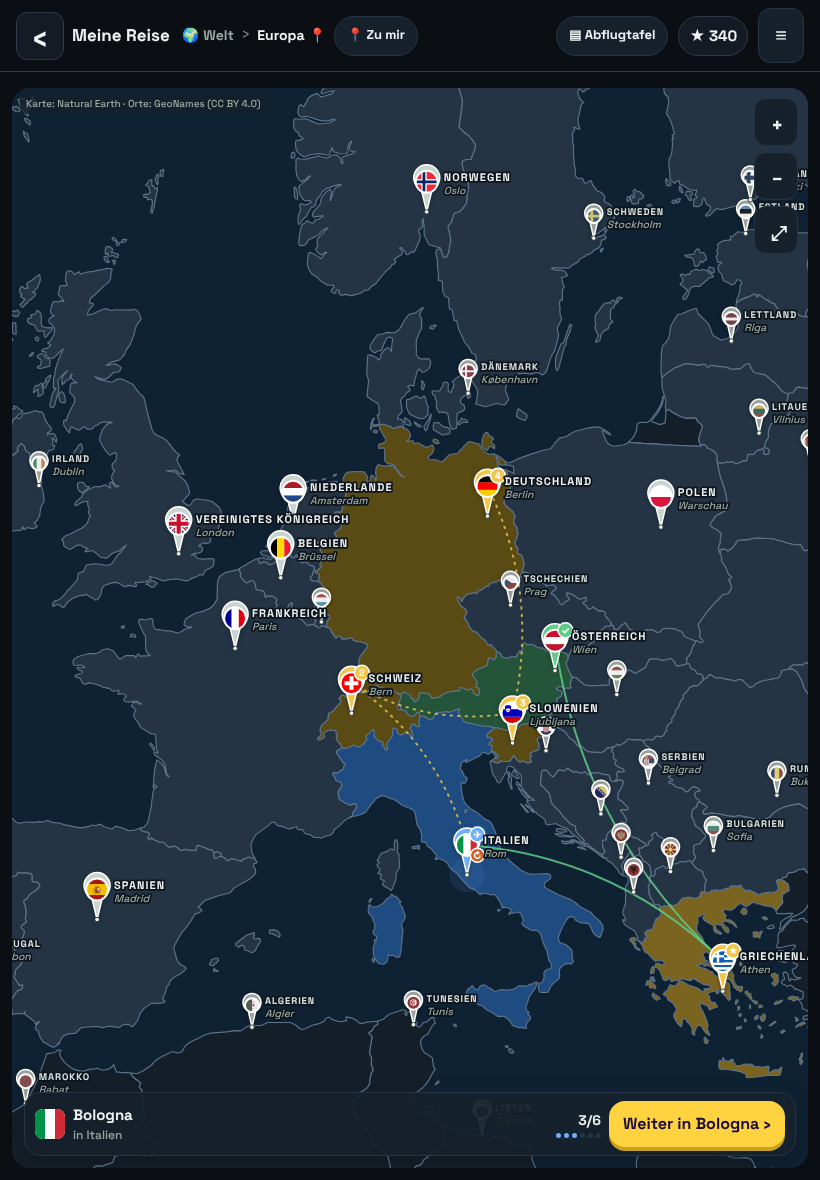 <
Meine Reise
🌍 Welt > Europa 📍
📍 Zu mir
Abflugtafel
★ 340
≡
Karte: Natural Earth · Orte: GeoNames (CC BY 4.0)
+
−
NORWEGEN
Oslo
SCHWEDEN
Stockholm
ESTLAND
LETTLAND
Riga
DÄNEMARK
København
LITAUE
Vilnius
IRLAND
Dublin
NIEDERLANDE
Amsterdam
4
DEUTSCHLAND
Berlin
POLEN
Warschau
VEREINIGTES KÖNIGREICH
London
BELGIEN
Brüssel
TSCHECHIEN
Prag
FRANKREICH
Paris
ÖSTERREICH
Wien
2
SCHWEIZ
Bern
3
SLOWENIEN
Ljubljana
SERBIEN
Belgrad
RUM
Buk
BULGARIEN
Sofia
ITALIEN
Rom
SPANIEN
Madrid
UGAL
bon
GRIECHENLA
Athen
ALGERIEN
Algier
TUNESIEN
Tunis
MAROKKO
Rabat
LIBYEN
Bologna
in Italien
3/6
Weiter in Bologna >